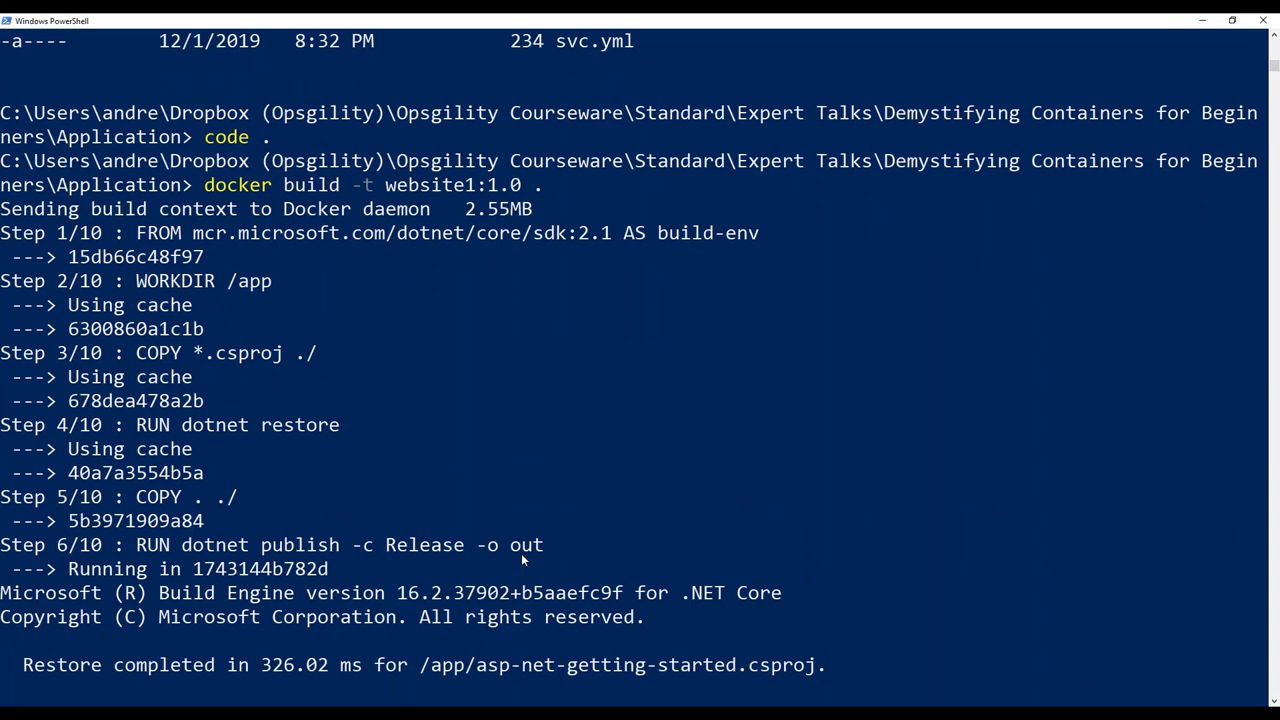 Windows PowerShell
-a---- 12/1/2019 8:32 PM 234 svc.yml
C:\Users\andre\Dropbox (Opsgility)\Opsgility Courseware\Standard\Expert Talks\Demystifying Containers for Begin
ners\Application> code .
C:\Users\andre\Dropbox (Opsgility)\Opsgility Courseware\Standard\Expert Talks\Demystifying Containers for Begin
ners\Application> docker build -t website1:1.0 .
Sending build context to Docker daemon 2.55MB
Step 1/10 : FROM mcr.microsoft.com/dotnet/core/sdk:2.1 AS build-env
---> 15db66c48f97
Step 2/10 : WORKDIR /app
---> Using cache
---> 6300860a1c1b
Step 3/10 : COPY *.csproj ./
---> Using cache
---> 678dea478a2b
Step 4/10 : RUN dotnet restore
---> Using cache
---> 40a7a3554b5a
Step 5/10 : COPY . ./
---> 5b3971909a84
Step 6/10 : RUN dotnet publish -c Release -o out
---> Running in 1743144b782d
Microsoft (R) Build Engine version 16.2.37902+b5aaefc9f for .NET Core
Copyright (C) Microsoft Corporation. All rights reserved.
Restore completed in 326.02 ms for /app/asp-net-getting-started.csproj.